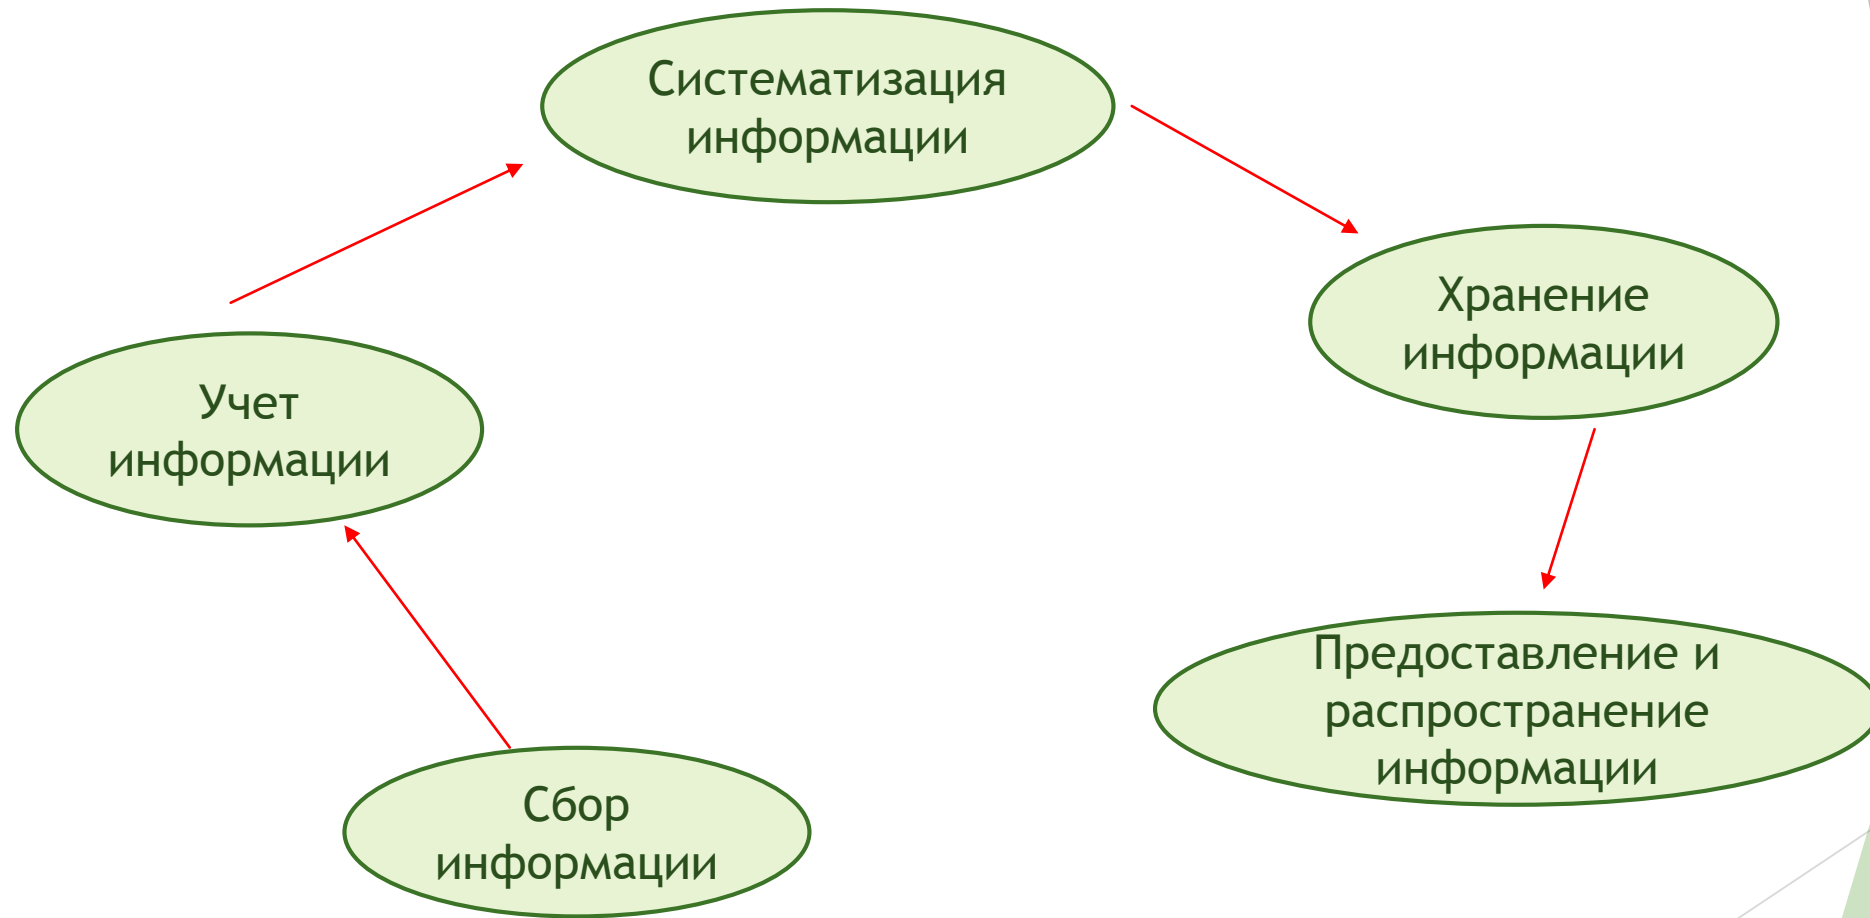 Систематизация
информации
Хранение
информации
Учет
информации
Предоставление и
распространение
информации
Сбор
информации